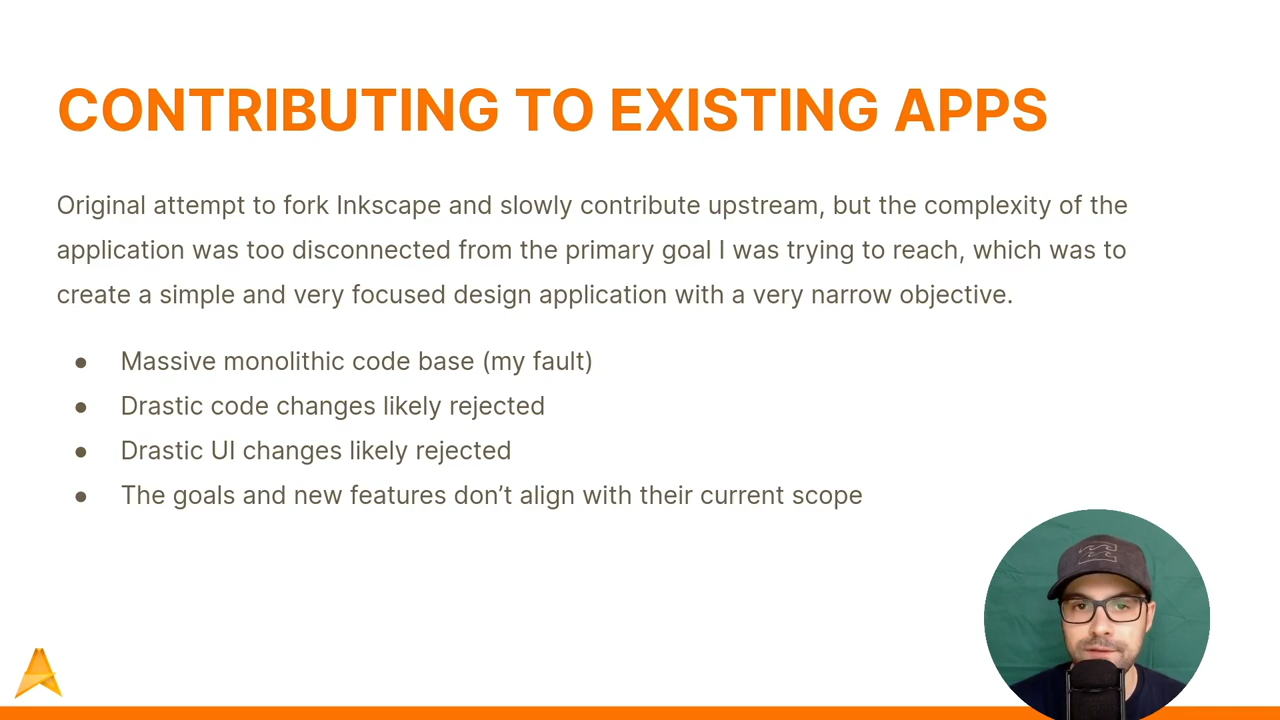 CONTRIBUTING TO EXISTING APPS
Original attempt to fork Inkscape and slowly contribute upstream, but the complexity of the
application was too disconnected from the primary goal I was trying to reach, which was to
create a simple and very focused design application with a very narrow objective.
● Massive monolithic code base (my fault)
● Drastic code changes likely rejected
● Drastic UI changes likely rejected
● The goals and new features don’t align with their current scope